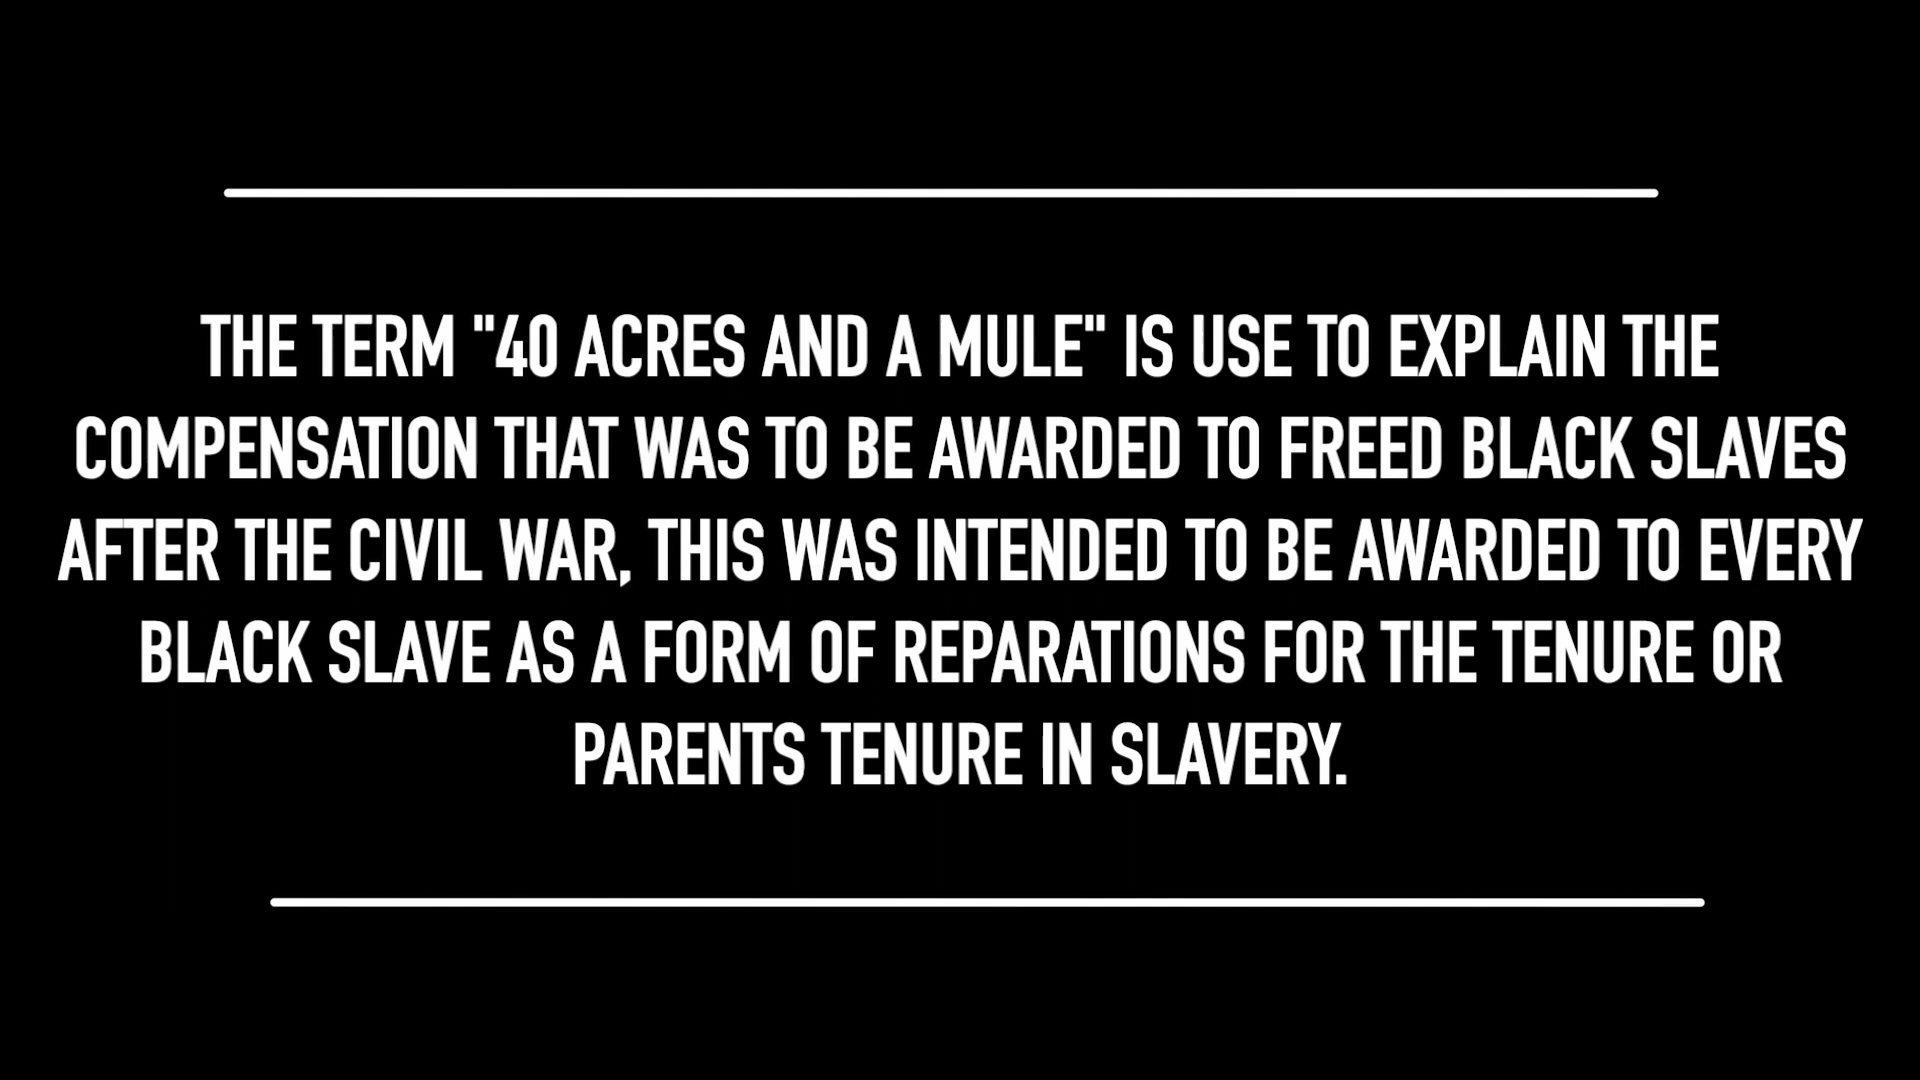 THE TERM "40 ACRES AND A MULE" IS USE TO EXPLAIN THE
COMPENSATION THAT WAS TO BE AWARDED TO FREED BLACK SLAVES
AFTER THE CIVIL WAR, THIS WAS INTENDED TO BE AWARDED TO EVERY
BLACK SLAVE AS A FORM OF REPARATIONS FOR THE TENURE OR
PARENTS TENURE IN SLAVERY.